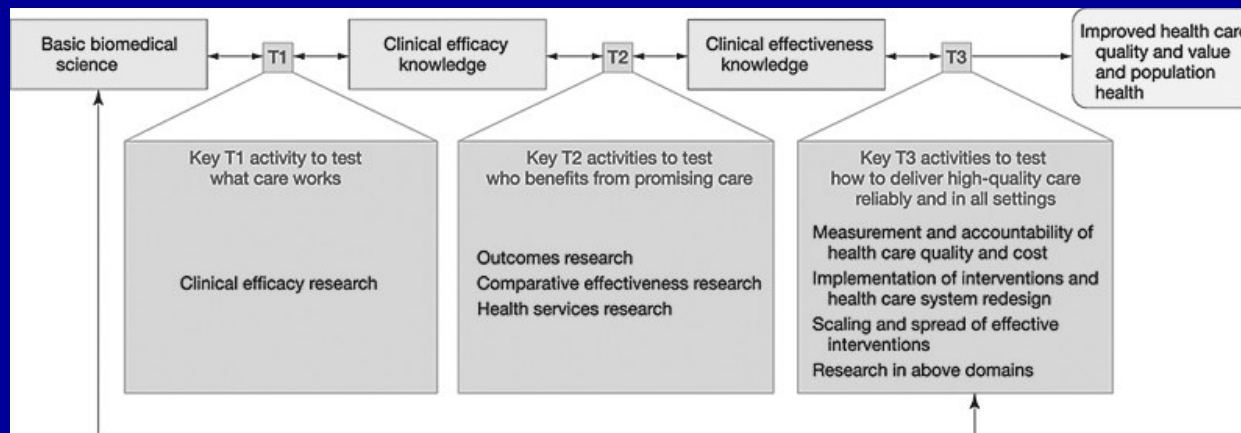 Basic biomedical
science
T1
Clinical efficacy
knowledge
T2
Clinical effectiveness
knowledge
T3
Improved health care
quality and value
and population
health
Key T1 activity to test
what care works
Clinical efficacy research
Key T2 activities to test
who benefits from promising care
Outcomes research
Comparative effectiveness research
Health services research
Key T3 activities to test
how to deliver high-quality care
reliably and in all settings
Measurement and accountability of
health care quality and cost
Implementation of interventions and
health care system redesign
Scaling and spread of effective
interventions
Research in above domains